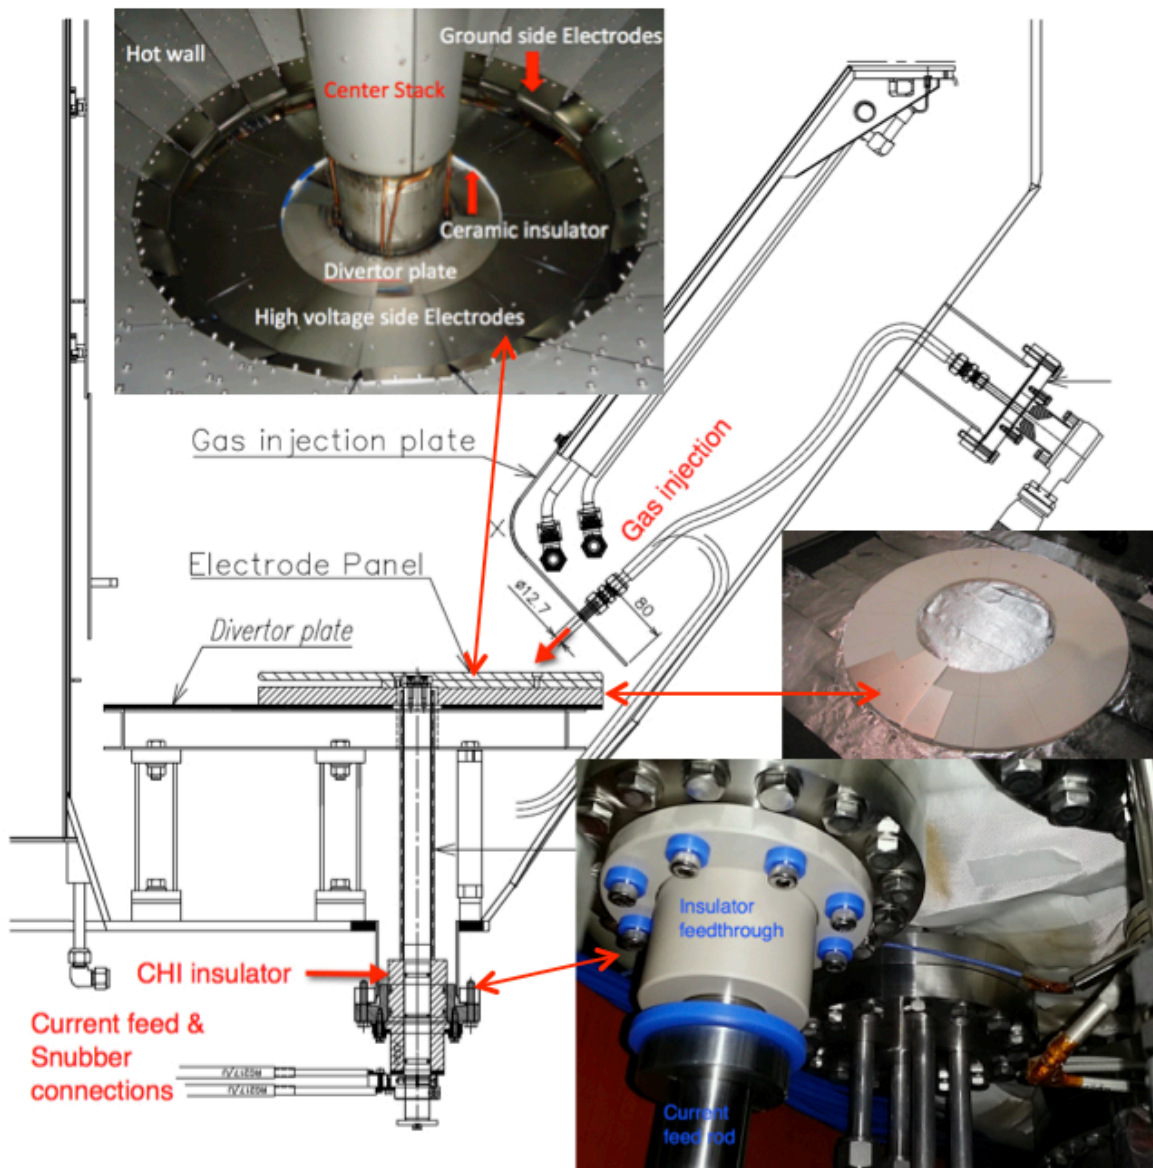 Hot wall
Ground side Electrodes
Center Stack
Ceramic insulator
Divertor plate
High voltage side Electrodes
Gas injection plate
Gas injection
Electrode Panel
ø12.7
80
Divertor plate
Insulator
feedthrough
CHI insulator
Current feed &
Snubber
connections
RG217/U
RG217/U
Current
feed rod